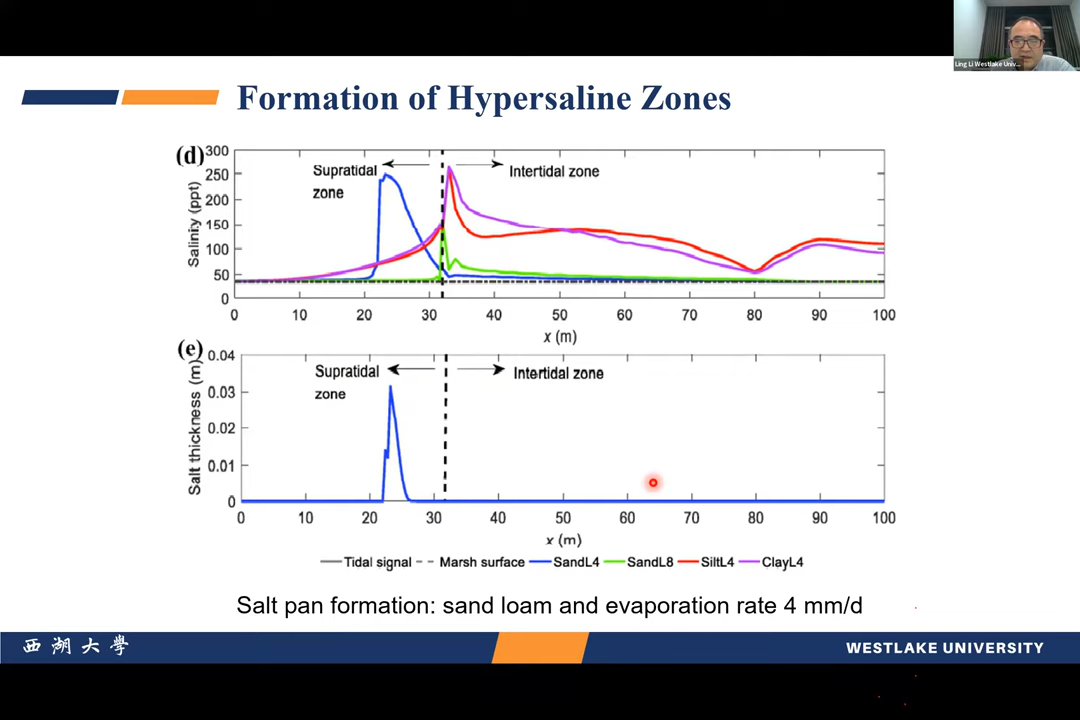 Ling Li Westlake Univ...
Formation of Hypersaline Zones
(d)
300
250
200
150
100
50
0
Salinity (ppt)
Supratidal
zone
Intertidal zone
0 10 20 30 40 50 60 70 80 90 100
x (m)
(e)
0.04
0.03
0.02
0.01
0
Salt thickness (m)
Supratidal
zone
Intertidal zone
0 10 20 30 40 50 60 70 80 90 100
x (m)
Tidal signal Marsh surface SandL4 SandL8 SiltL4 ClayL4
Salt pan formation: sand loam and evaporation rate 4 mm/d
西湖大學
WESTLAKE UNIVERSITY